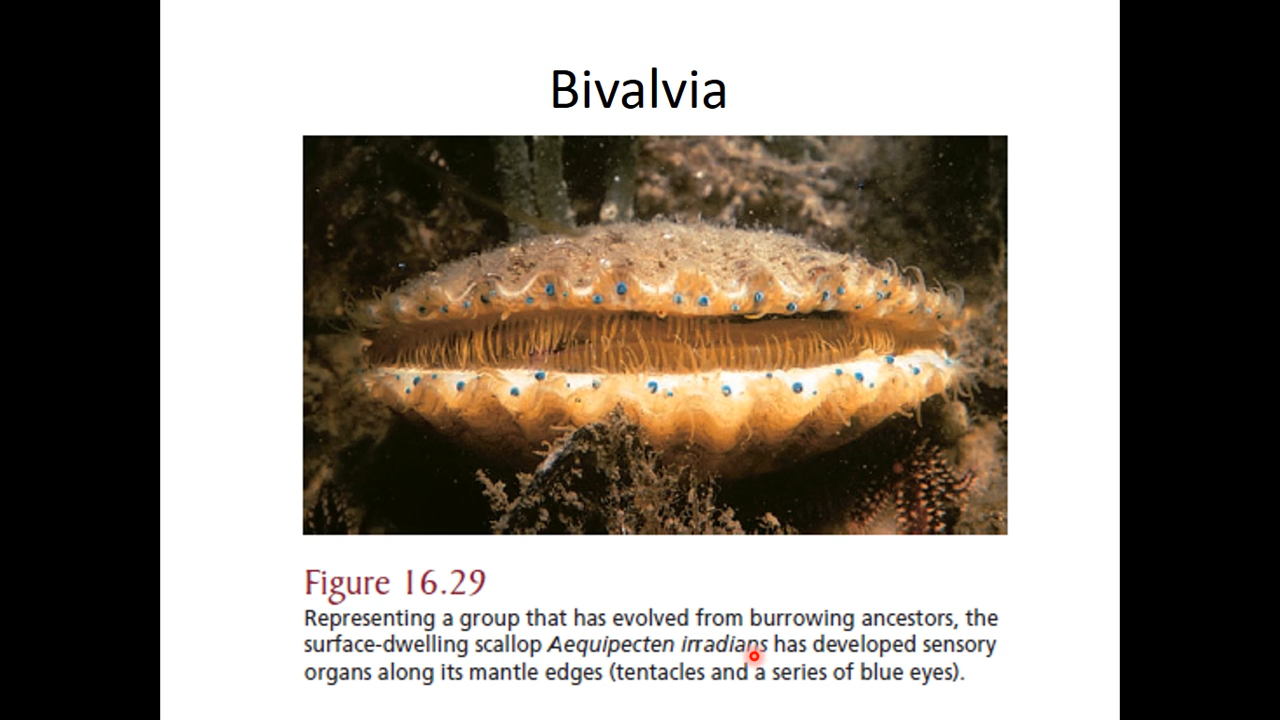 Bivalvia
Figure 16.29
Representing a group that has evolved from burrowing ancestors, the
surface-dwelling scallop Aequipecten irradians has developed sensory
organs along its mantle edges (tentacles and a series of blue eyes).